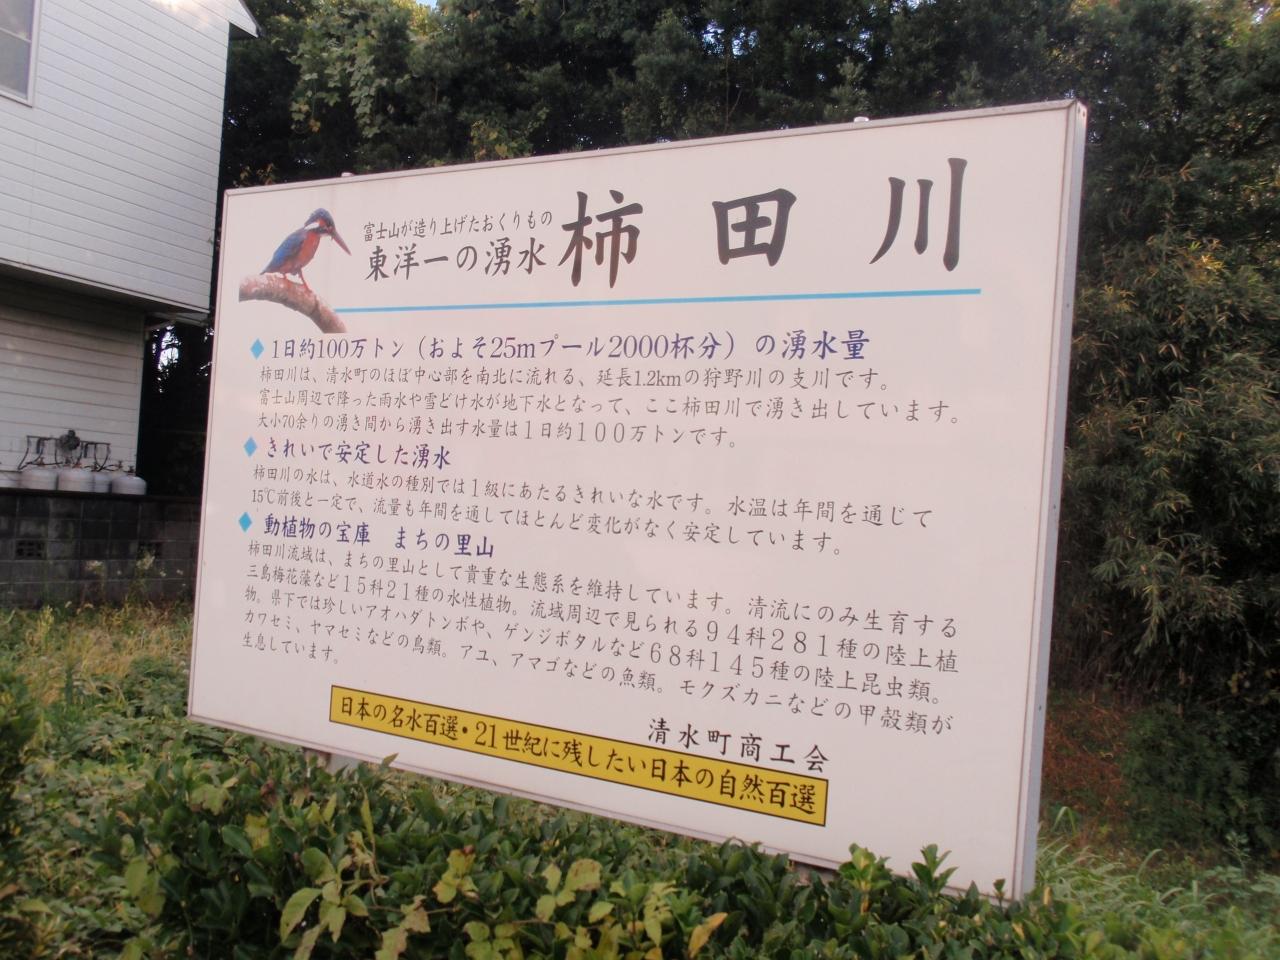 富士山が造り上げたおくりもの
東洋一の湧水 柿田川
1日約100万トン（およそ25mプール2000杯分）の湧水量
柿田川は、清水町のほぼ中心部を南北に流れる、延長1.2kmの狩野川の支川です。
富士山周辺で降った雨水や雪どけ水が地下水となって、ここ柿田川で湧き出しています。
大小70余りの湧き間から湧き出す水量は1日約100万トンです。
きれいで安定した湧水
柿田川の水は、水道水の種別では1級にあたるきれいな水です。水温は年間を通じて
15℃前後と一定で、流量も年間を通してほとんど変化がなく安定しています。
動植物の宝庫　まちの里山
柿田川流域は、まちの里山として貴重な生態系を維持しています。清流にのみ生育する
三島梅花藻など15科21種の水性植物。流域周辺で見られる94科281種の陸上植
物。県下では珍しいアオハダトンボや、ゲンジボタルなど68科145種の陸上昆虫類。
カワセミ、ヤマセミなどの鳥類。アユ、アマゴなどの魚類。モクズカニなどの甲殻類が
生息しています。
清水町商工会
日本の名水百選・21世紀に残したい日本の自然百選